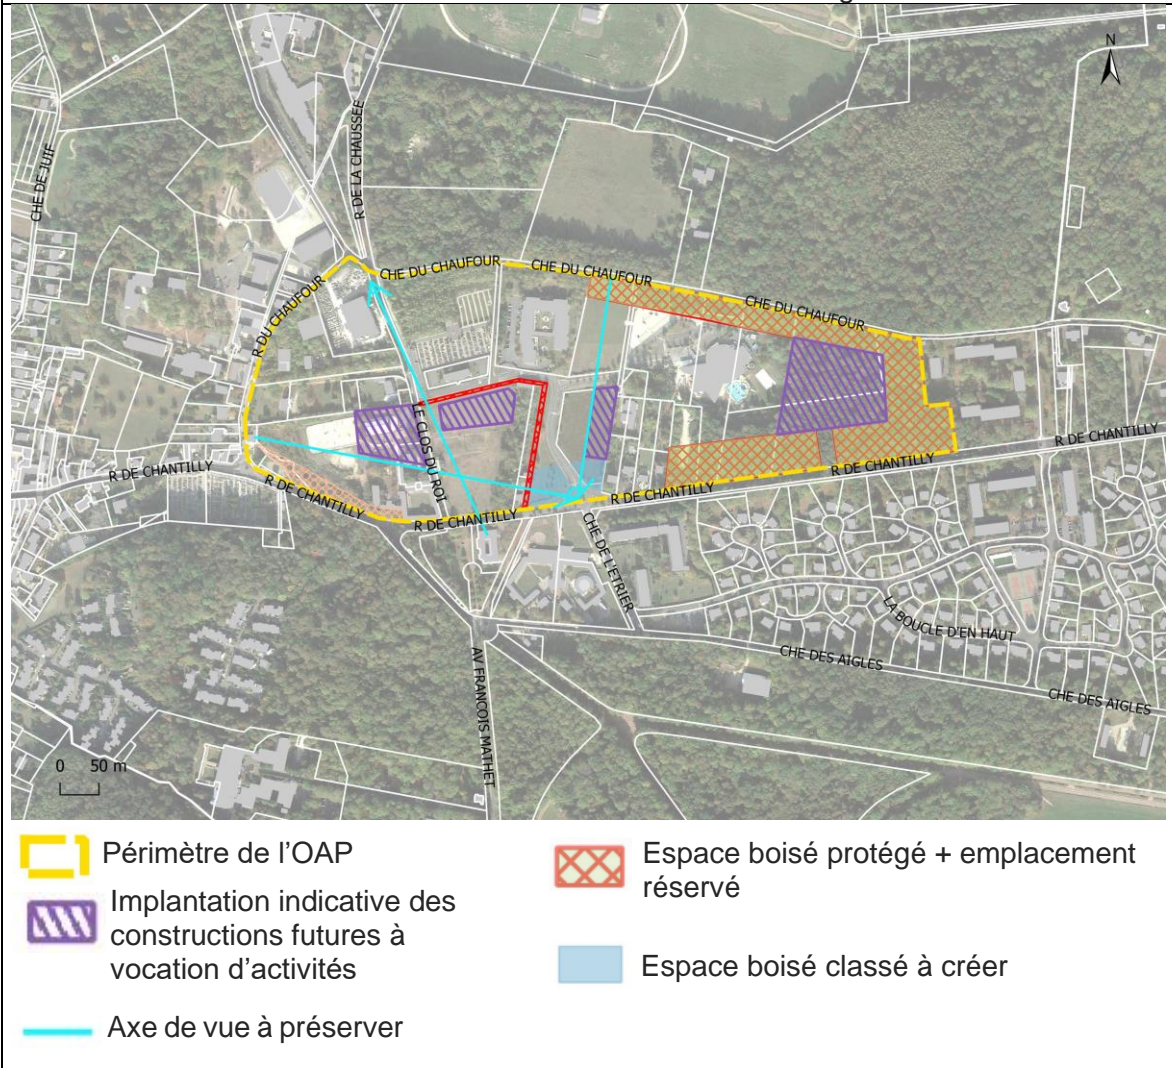 N
CHE DE JUIF
R DE LA CHAUSSEE
CHE DU CHAUFOUR
CHE DU CHAUFOUR
CHE DU CHAUFOUR
R DU CHAUFOUR
LE CLOS DU ROI
R DE CHANTILLY
R DE CHANTILLY
R DE CHANTILLY
R DE CHANTILLY
R DE CHANTILLY
R DE CHANTILLY
CHE DE L'ETRIER
LA BOUCLE D'EN HAUT
CHE DES AIGLES
CHE DES AIGLES
AV FRANCOIS MATHET
0 50 m
Périmètre de l’OAP
Implantation indicative des
constructions futures à
vocation d’activités
Axe de vue à préserver
Espace boisé protégé + emplacement
réservé
Espace boisé classé à créer